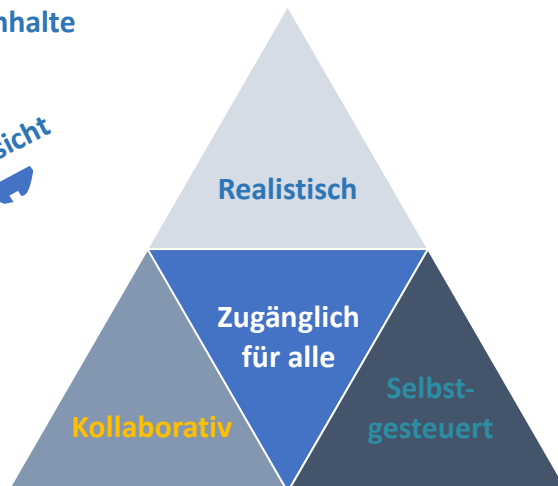 nhalte
sicht
Realistisch
Zugänglich
für alle
Selbst-
gesteuert
Kollaborativ